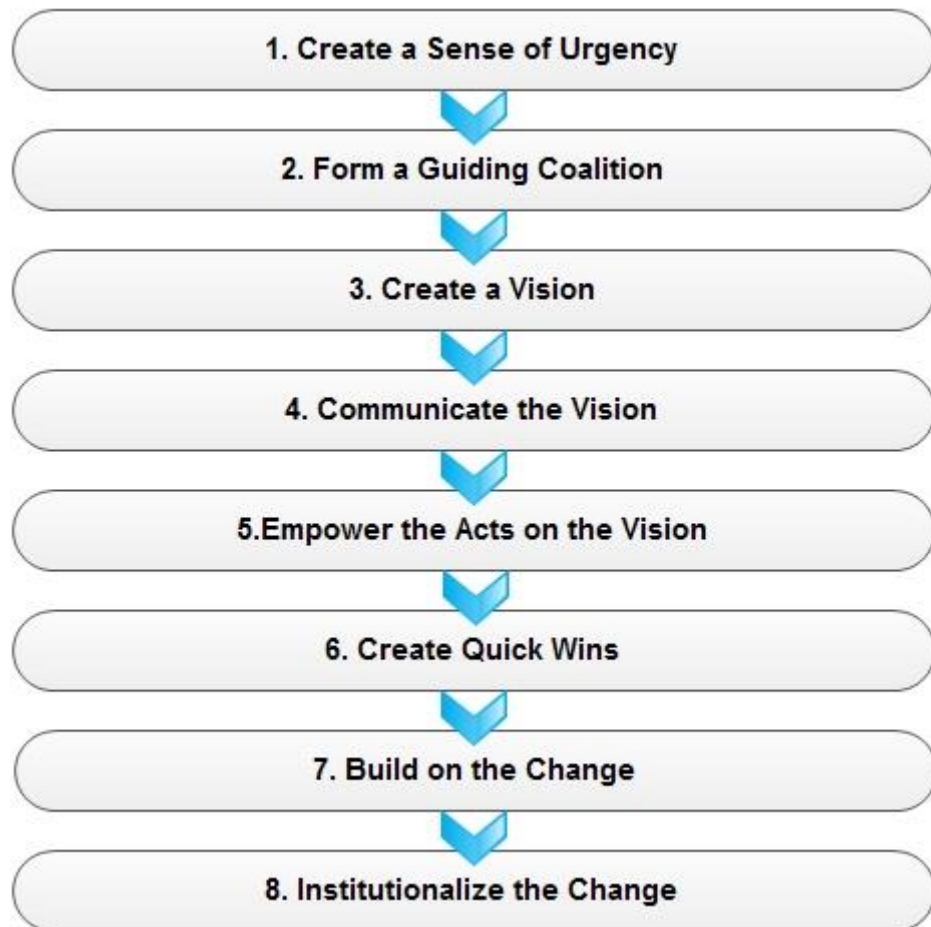 1. Create a Sense of Urgency
2. Form a Guiding Coalition
3. Create a Vision
4. Communicate the Vision
5.Empower the Acts on the Vision
6. Create Quick Wins
7. Build on the Change
8. Institutionalize the Change